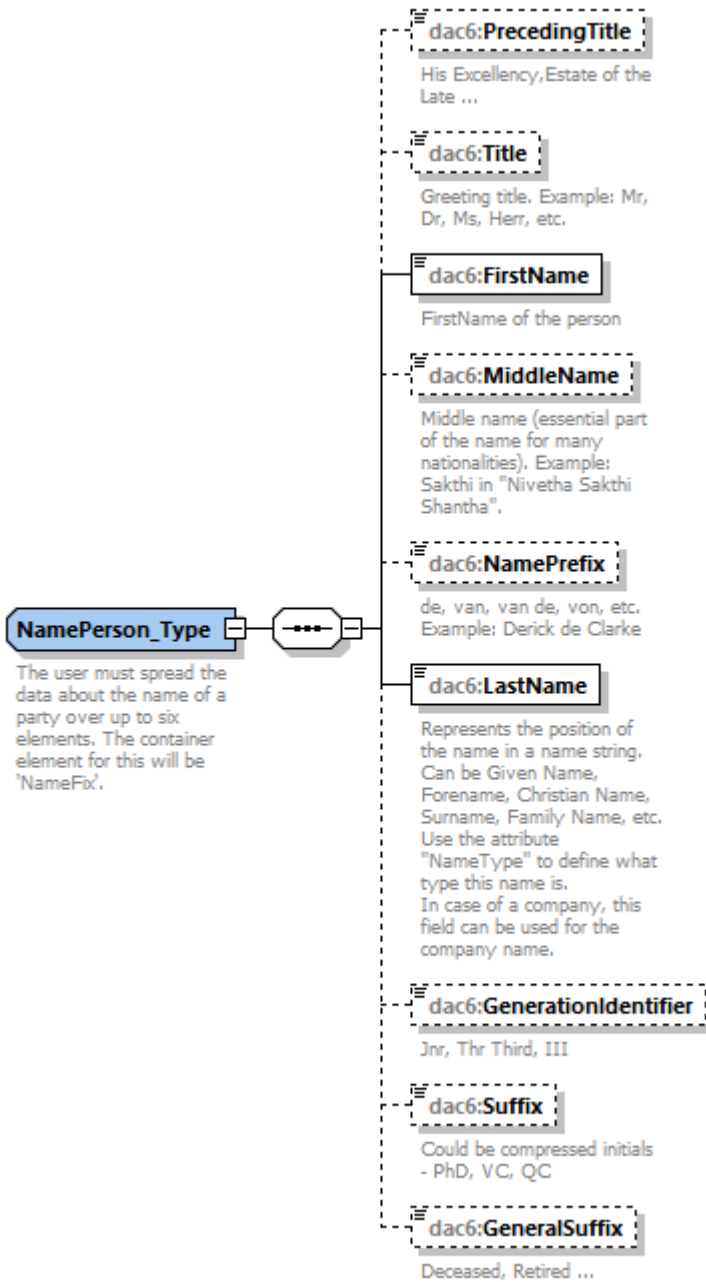 dac6:PrecedingTitle
His Excellency,Estate of the
Late ...
dac6:Title
Greeting title. Example: Mr,
Dr, Ms, Herr, etc.
dac6:FirstName
FirstName of the person
dac6:MiddleName
Middle name (essential part
of the name for many
nationalities). Example:
Sakthi in "Nivetha Sakthi
Shantha".
dac6:NamePrefix
de, van, van de, von, etc.
Example: Derick de Clarke
NamePerson_Type
The user must spread the
data about the name of a
party over up to six
elements. The container
element for this will be
'NameFix'.
dac6:LastName
Represents the position of
the name in a name string.
Can be Given Name,
Forename, Christian Name,
Surname, Family Name, etc.
Use the attribute
"NameType" to define what
type this name is.
In case of a company, this
field can be used for the
company name.
dac6:GenerationIdentifier
Jnr, Thr Third, III
dac6:Suffix
Could be compressed initials
- PhD, VC, QC
dac6:GeneralSuffix
Deceased, Retired ...